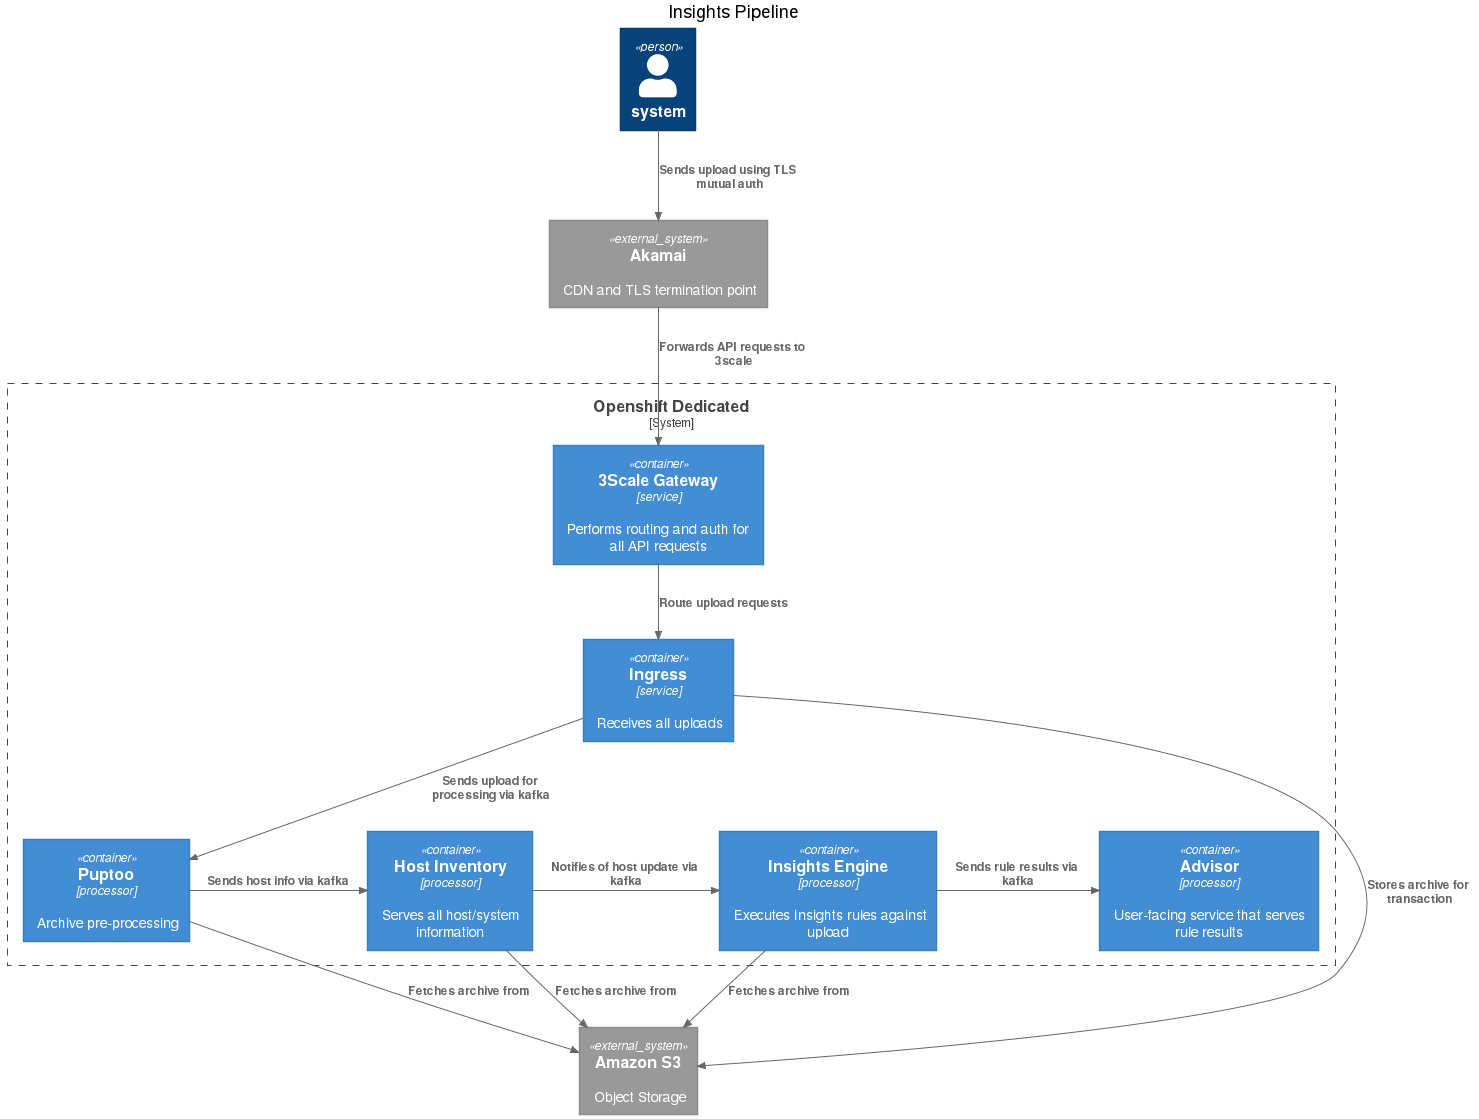 Insights Pipeline
«person»
system
Sends upload using TLS
mutual auth
«external_system»
Akamai
CDN and TLS termination point
Forwards API requests to
3scale
Openshift Dedicated
[System]
«container»
3Scale Gateway
[service]
Performs routing and auth for
all API requests
Route upload requests
«container»
Ingress
[service]
Receives all uploads
Sends upload for
processing via kafka
«container»
Puptoo
[processor]
Archive pre-processing
Sends host info via kafka
«container»
Host Inventory
[processor]
Serves all host/system
information
Notifies of host update via
kafka
«container»
Insights Engine
[processor]
Executes Insights rules against
upload
Sends rule results via
kafka
«container»
Advisor
[processor]
User-facing service that serves
rule results
Stores archive for
transaction
Fetches archive from
Fetches archive from
Fetches archive from
«external_system»
Amazon S3
Object Storage